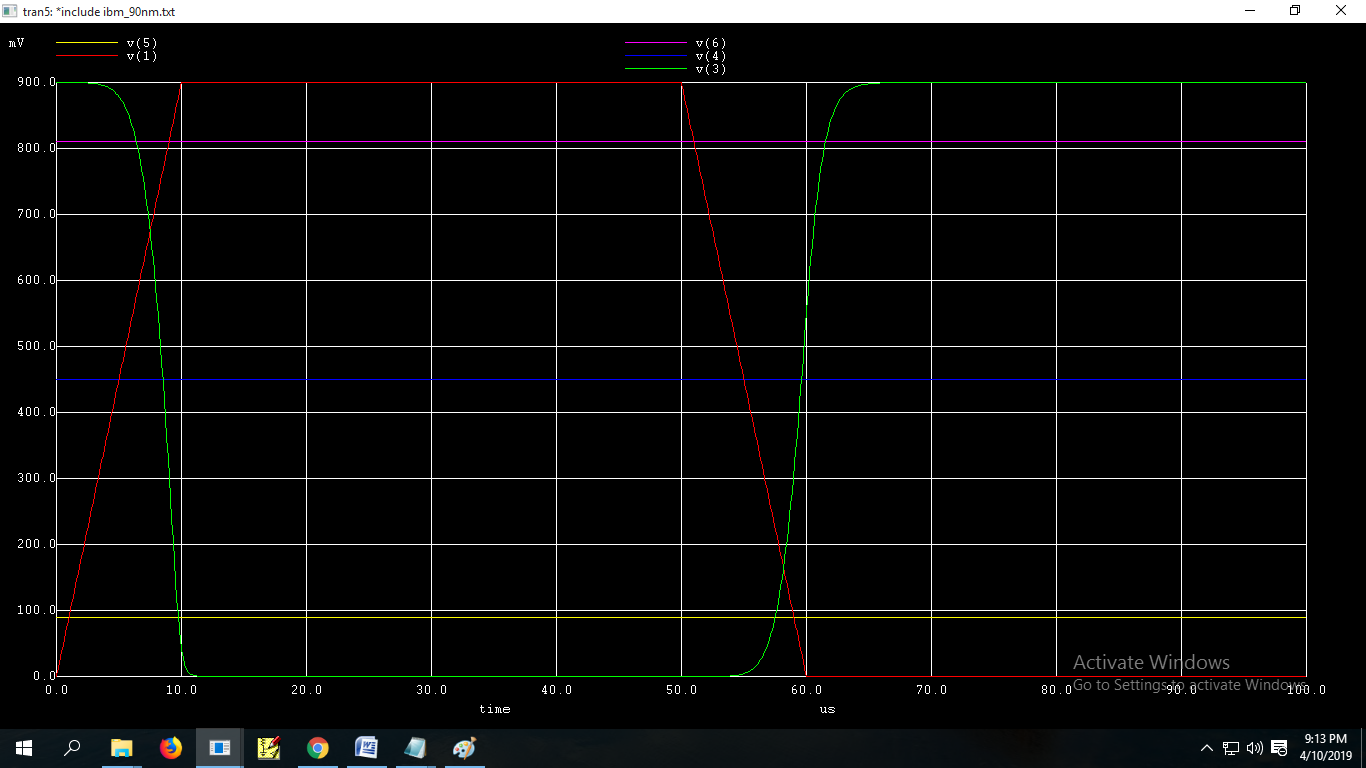 tran5: *include ibm_90nm.txt
mV
v(5) v(6)
v(1) v(4)
v(3)
900.0
800.0
700.0
600.0
500.0
400.0
300.0
200.0
100.0
0.0
0.0 10.0 20.0 30.0 40.0 50.0 60.0 70.0 80.0 90.0 100.0
time us
Activate Windows
Go to Settings to activate Windows.
9:13 PM
4/10/2019